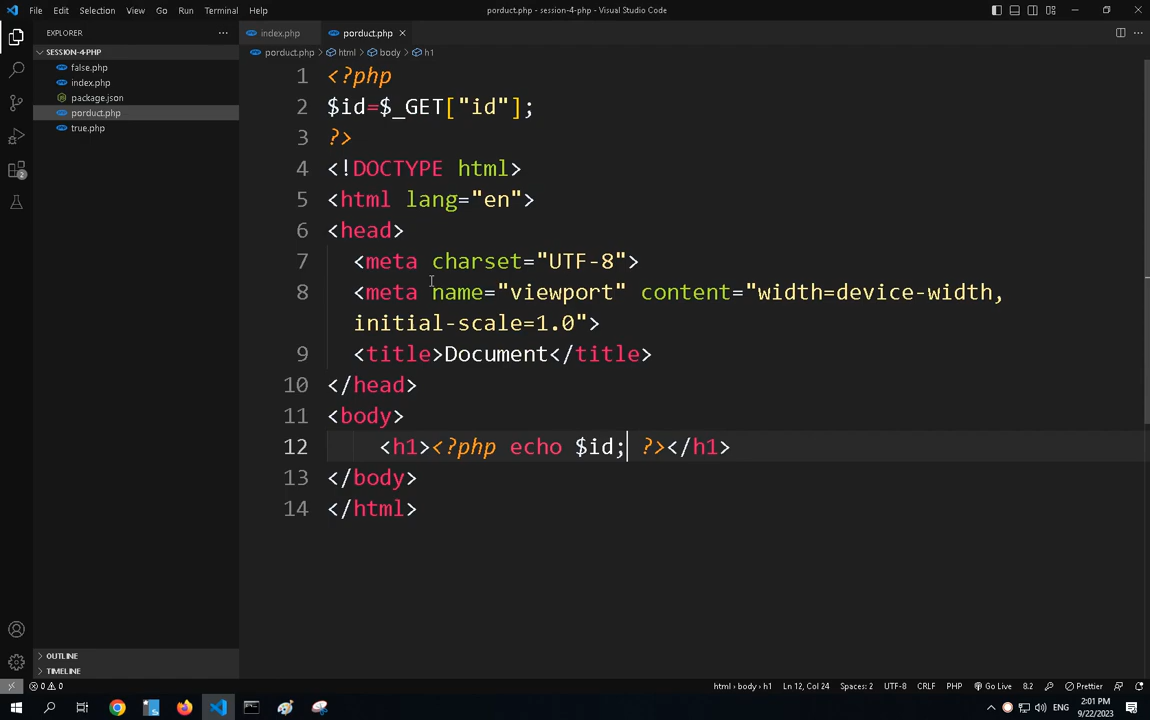 File Edit Selection View Go Run Terminal Help
porduct.php - session-4-php - Visual Studio Code
EXPLORER
index.php
porduct.php
SESSION-4-PHP
porduct.php > html > body > h1
false.php
index.php
package.json
porduct.php
true.php
1 <?php
2 $id=$_GET["id"];
3 ?>
4 <!DOCTYPE html>
5 <html lang="en">
6 <head>
7 <meta charset="UTF-8">
8 <meta name="viewport" content="width=device-width,
initial-scale=1.0">
9 <title>Document</title>
10 </head>
11 <body>
12 <h1><?php echo $id; ?></h1>
13 </body>
14 </html>
2
OUTLINE
TIMELINE
0 0
html › body › h1 Ln 12, Col 24 Spaces: 2 UTF-8 CRLF PHP Go Live 8.2 Prettier
ENG
2:01 PM
9/22/2023